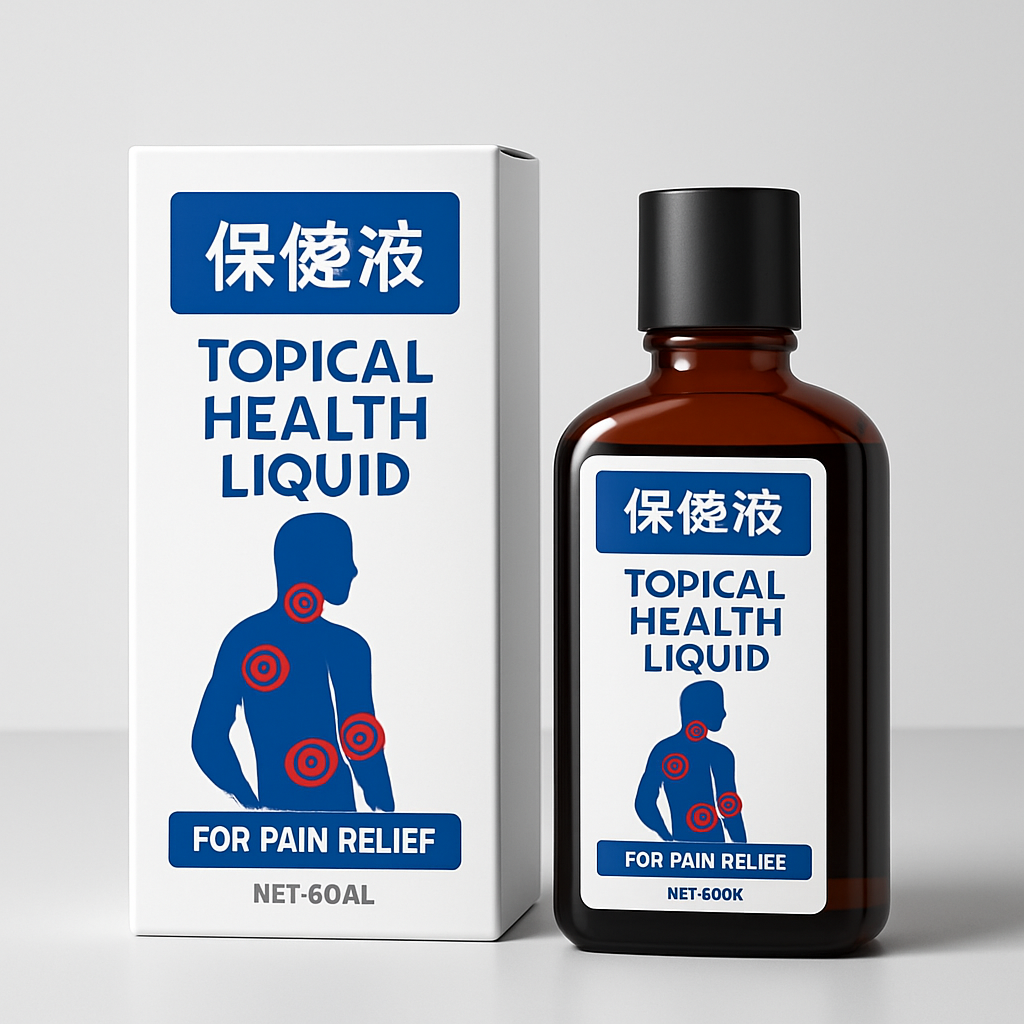 保液
TOPICAL
HEALTH
LIQUID
FOR PAIN RELIEF
NET-60AL
保液
TOPICAL
HEALTH
LIQUID
FOR PAIN RELIEE
NET-600K